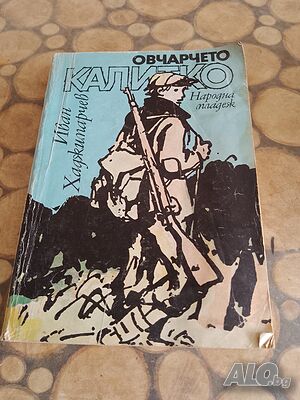 ОВЧАРЧЕТО
КАЛИТКО
Народна
младеж
Иван
Хаджимарчев
ALO.bg